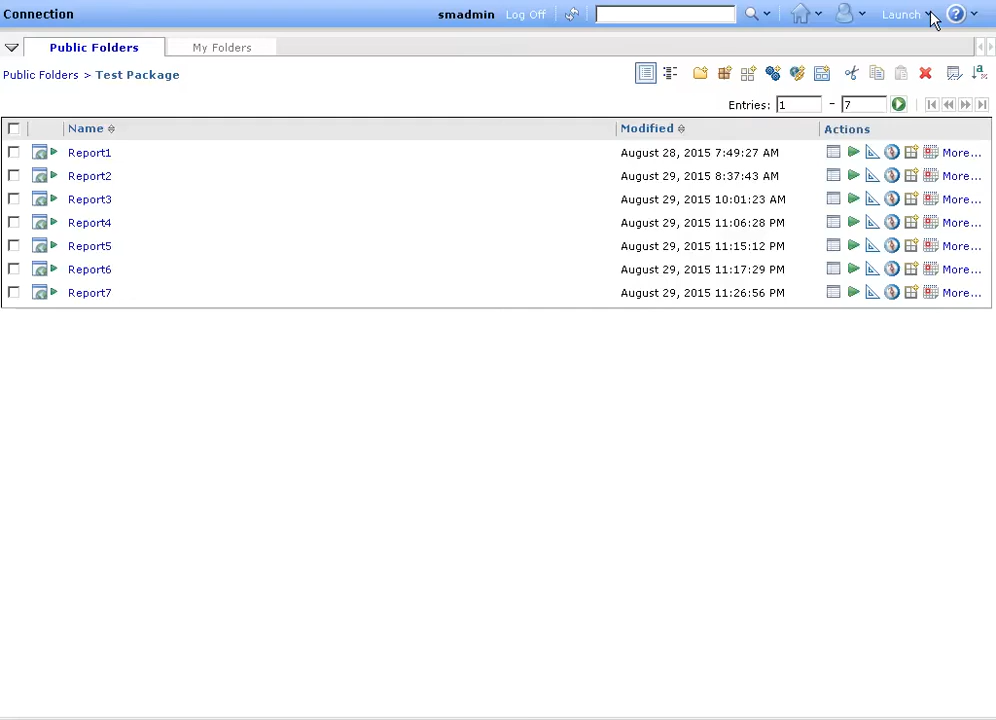 Connection smadmin Log Off Launch
Public Folders My Folders
Public Folders > Test Package
Entries: 1 - 7
Name Modified Actions
Report1 August 28, 2015 7:49:27 AM More...
Report2 August 29, 2015 8:37:43 AM More...
Report3 August 29, 2015 10:01:23 AM More...
Report4 August 29, 2015 11:06:28 PM More...
Report5 August 29, 2015 11:15:12 PM More...
Report6 August 29, 2015 11:17:29 PM More...
Report7 August 29, 2015 11:26:56 PM More...